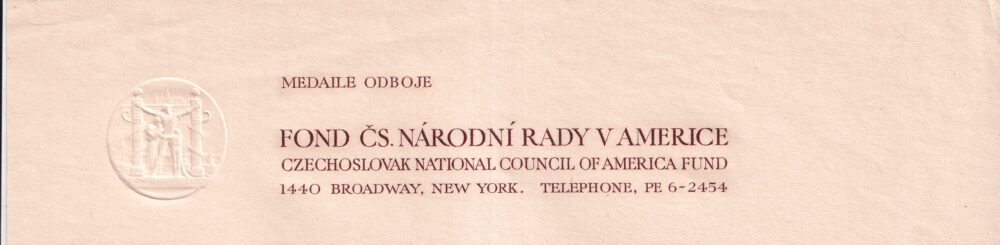 MEDAILE ODBOJE
FOND ČS. NÁRODNÍ RADY V AMERICE
CZECHOSLOVAK NATIONAL COUNCIL OF AMERICA FUND
1440 BROADWAY, NEW YORK. TELEPHONE, PE 6-2454